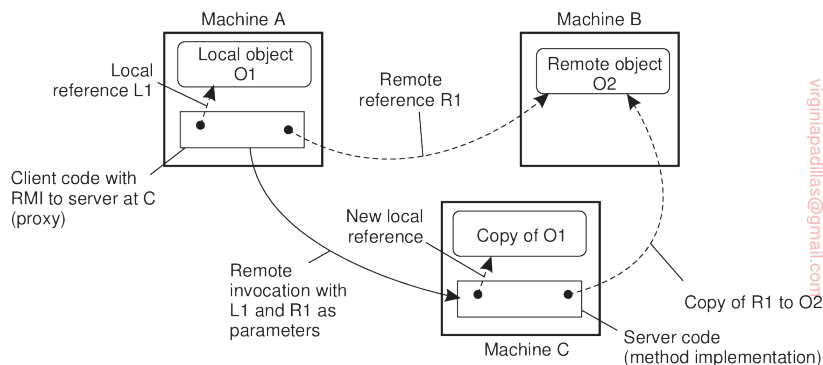 Machine A
Machine B
Local object
O1
Remote object
O2
Local
reference L1
Remote
reference R1
Client code with
RMI to server at C
(proxy)
New local
reference
Copy of O1
Remote
invocation with
L1 and R1 as
parameters
Copy of R1 to O2
Server code
(method implementation)
Machine C
virginiapadillas@gmail.com